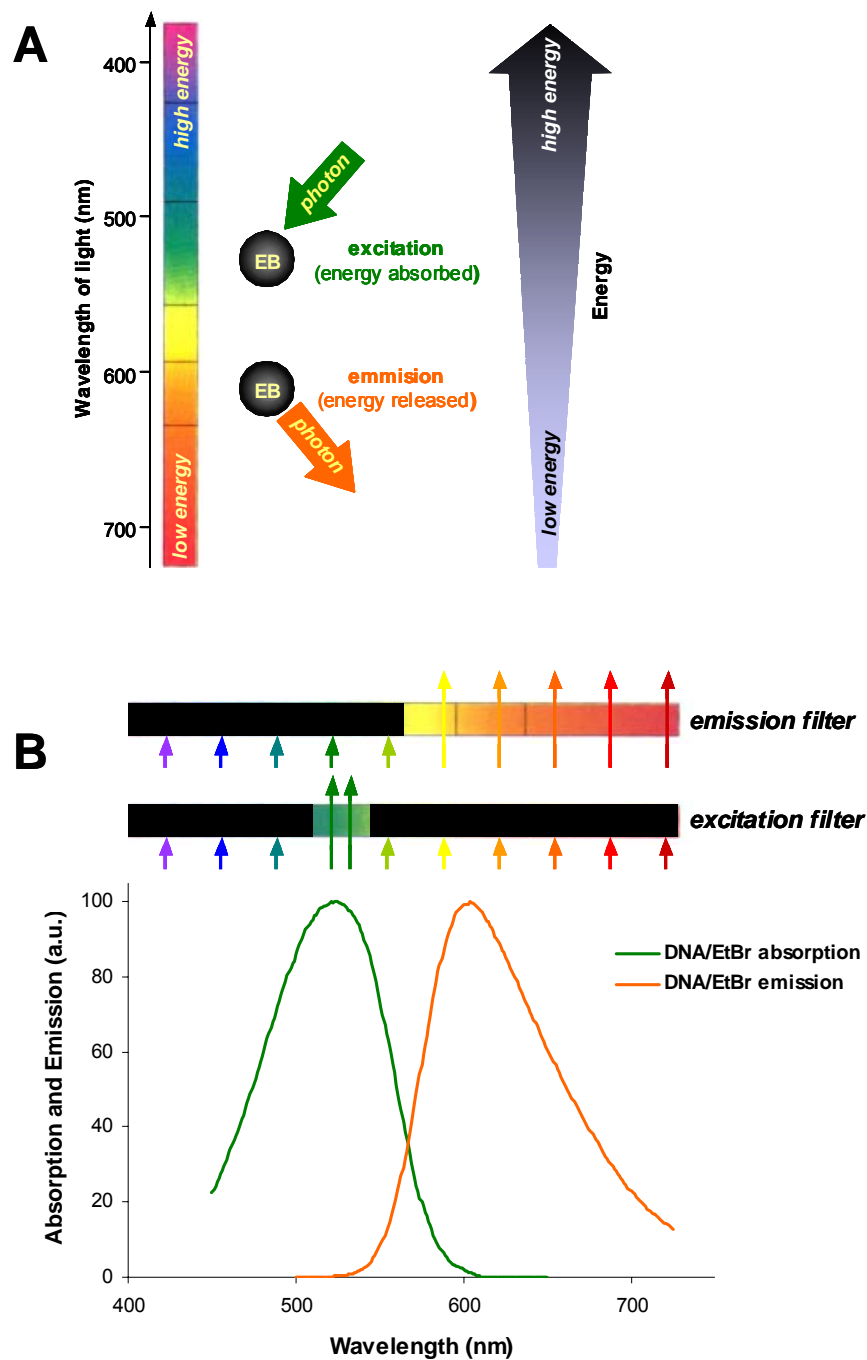 A
400
500
600
700
Wavelength of light (nm)
high energy
low energy
photon
EB
excitation
(energy absorbed)
EB
emmision
(energy released)
photon
high energy
low energy
Energy
B
emission filter
excitation filter
Absorption and Emission (a.u.)
100
80
60
40
20
0
DNA/EtBr absorption
DNA/EtBr emission
400 500 600 700
Wavelength (nm)